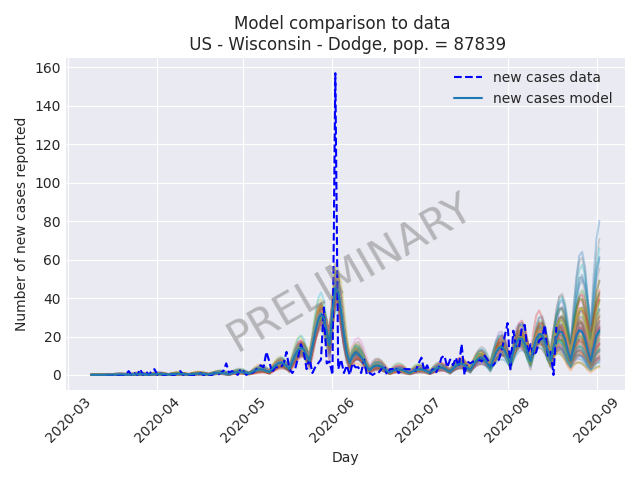 Model comparison to data
US - Wisconsin - Dodge, pop. = 87839
new cases data
new cases model
Number of new cases reported
160
140
120
100
80
60
40
20
0
PRELIMINARY
2020-03
2020-04
2020-05
2020-06
2020-07
2020-08
2020-09
Day